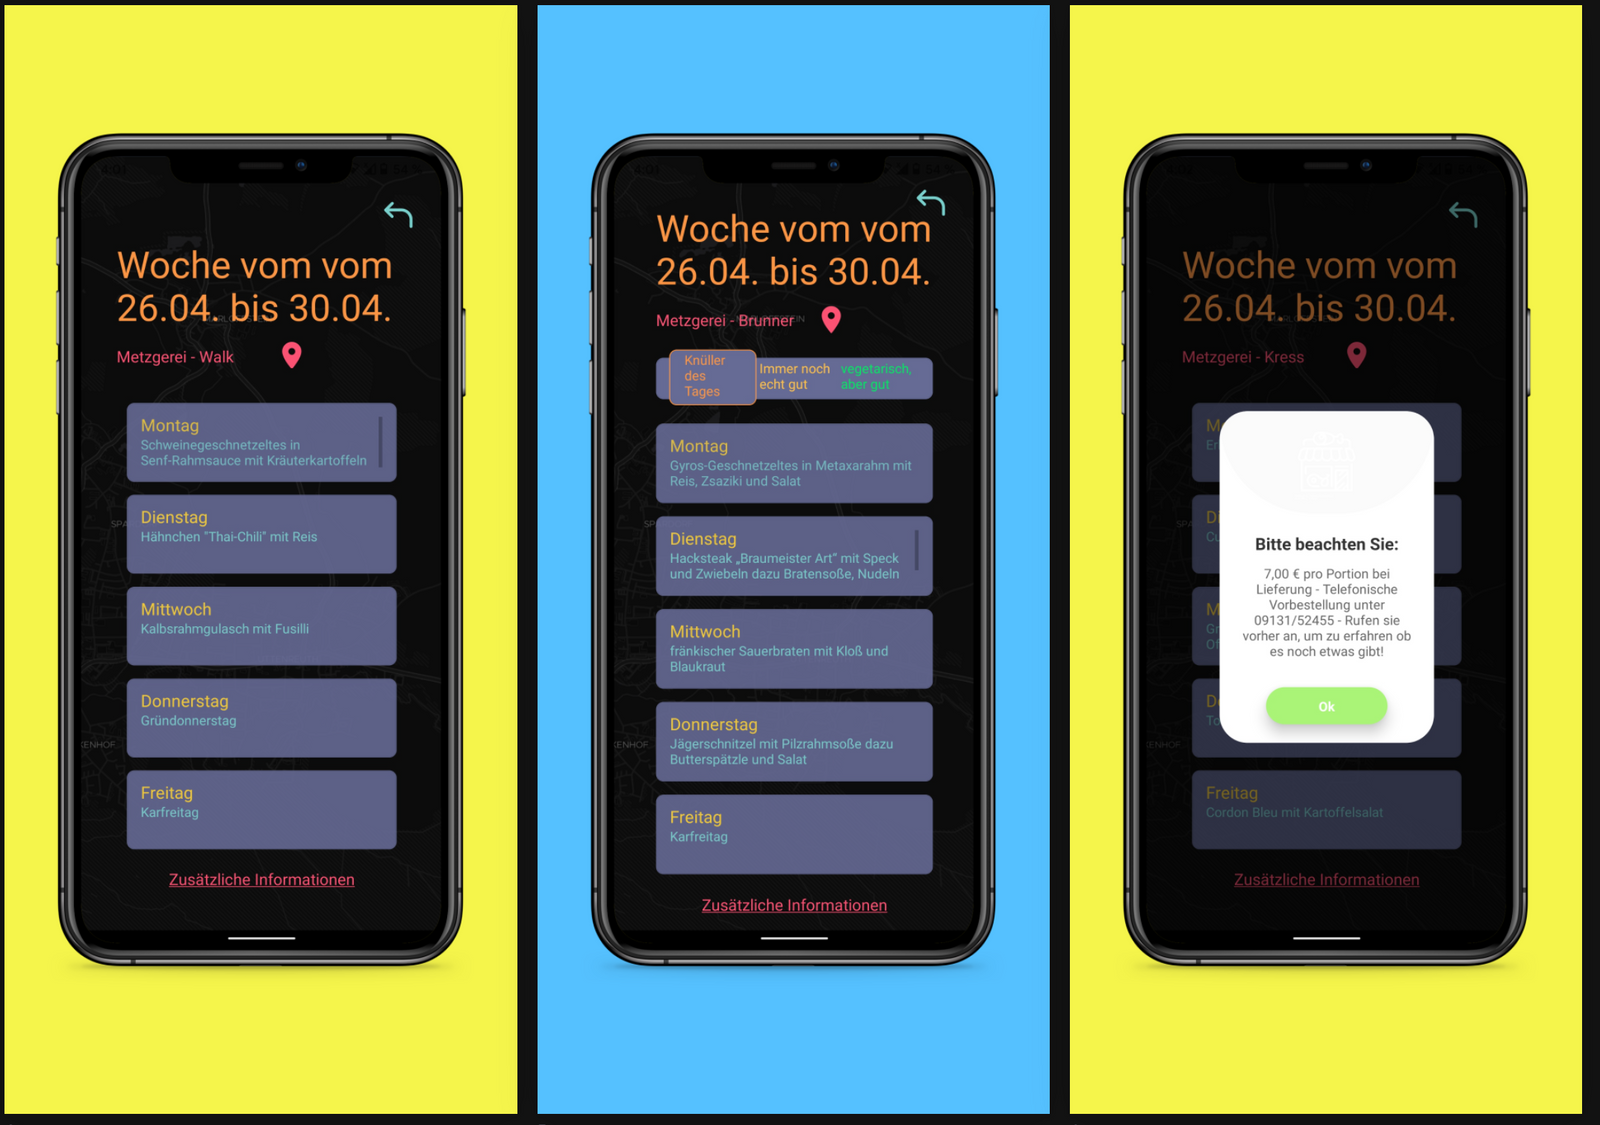 Woche vom vom
26.04. bis 30.04.
Metzgerei - Walk
Montag
Schweinegeschnetzeltes in
Senf-Rahmsauce mit Kräuterkartoffeln
Dienstag
Hähnchen "Thai-Chili" mit Reis
Mittwoch
Kalbsrahmgulasch mit Fusilli
Donnerstag
Gründonnerstag
Freitag
Karfreitag
Zusätzliche Informationen
Woche vom vom
26.04. bis 30.04.
Metzgerei - Brunner
Knüller
des
Tages
Immer noch
echt gut
vegetarisch,
aber gut
Montag
Gyros-Geschnetzeltes in Metaxarahm mit
Reis, Zsaziki und Salat
Dienstag
Hacksteak „Braumeister Art“ mit Speck
und Zwiebeln dazu Bratensoße, Nudeln
Mittwoch
fränkischer Sauerbraten mit Kloß und
Blaukraut
Donnerstag
Jägerschnitzel mit Pilzrahmsoße dazu
Butterspätzle und Salat
Freitag
Karfreitag
Zusätzliche Informationen
Woche vom vom
26.04. bis 30.04.
Metzgerei - Kress
Bitte beachten Sie:
7,00 € pro Portion bei
Lieferung - Telefonische
Vorbestellung unter
09131/52455 - Rufen sie
vorher an, um zu erfahren ob
es noch etwas gibt!
Ok
Freitag
Cordon Bleu mit Kartoffelsalat
Zusätzliche Informationen